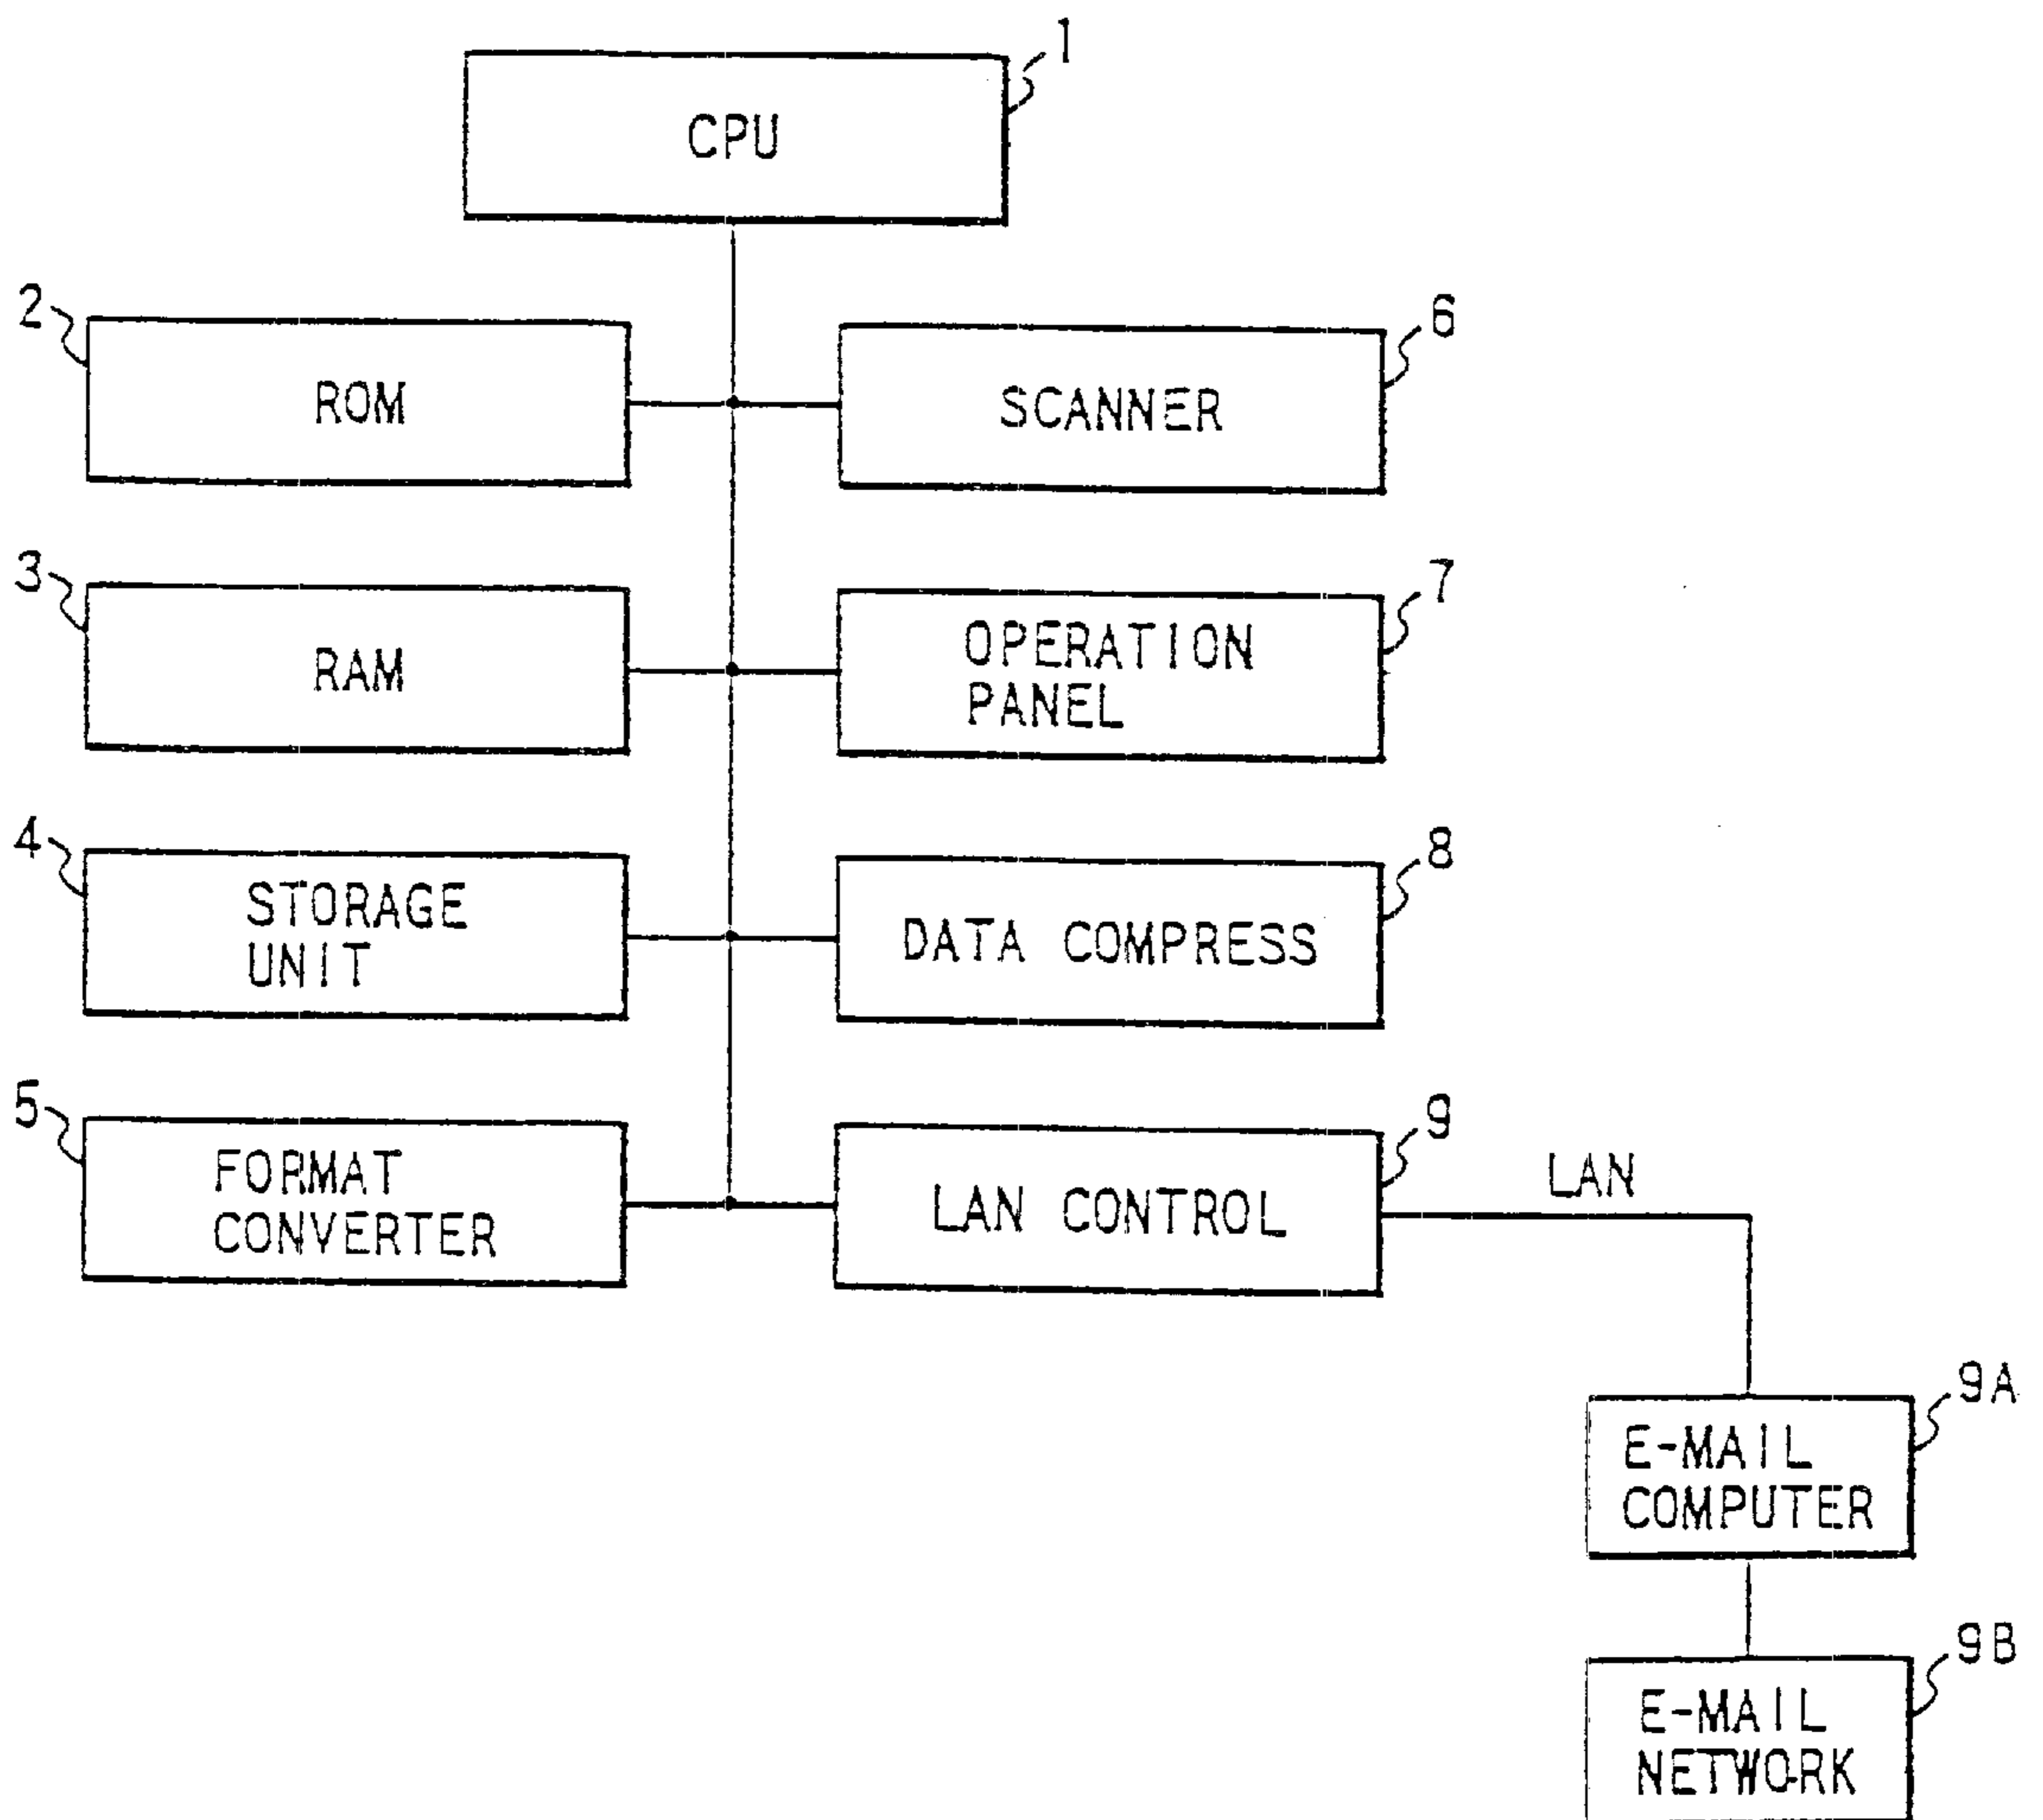 1
CPU
2
ROM
6
SCANNER
3
RAM
7
OPERATION
PANEL
4
STORAGE
UNIT
8
DATA COMPRESS
5
FORMAT
CONVERTER
9
LAN CONTROL
LAN
9A
E-MAIL
COMPUTER
9B
E-MAIL
NETWORK